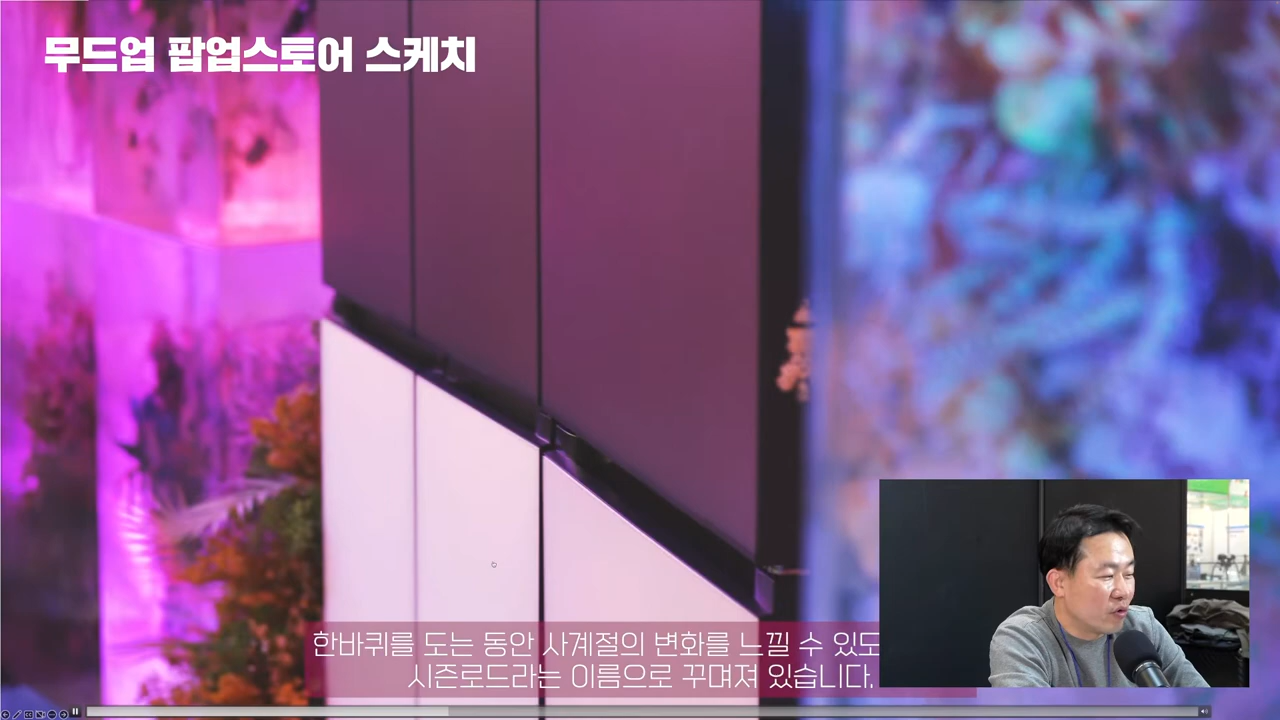 무드업 팝업스토어 스케치
한바퀴를 도는 동안 사계절의 변화를 느낄 수 있도
시즌로드라는 이름으로 꾸며져 있습니다.